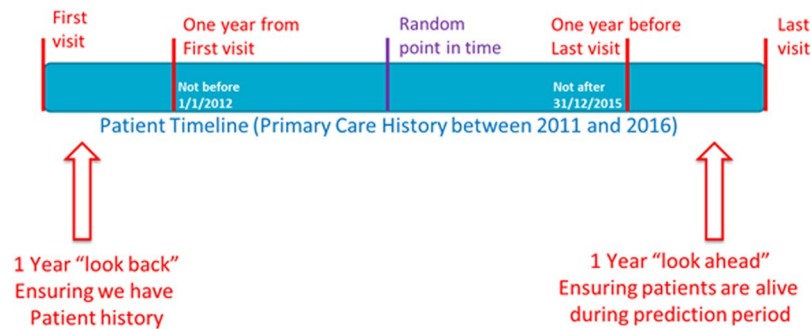 First
visit
One year from
First visit
Random
point in time
One year before
Last visit
Last
visit
Not before
1/1/2012
Not after
31/12/2015
Patient Timeline (Primary Care History between 2011 and 2016)
1 Year “look back”
Ensuring we have
Patient history
1 Year “look ahead”
Ensuring patients are alive
during prediction period